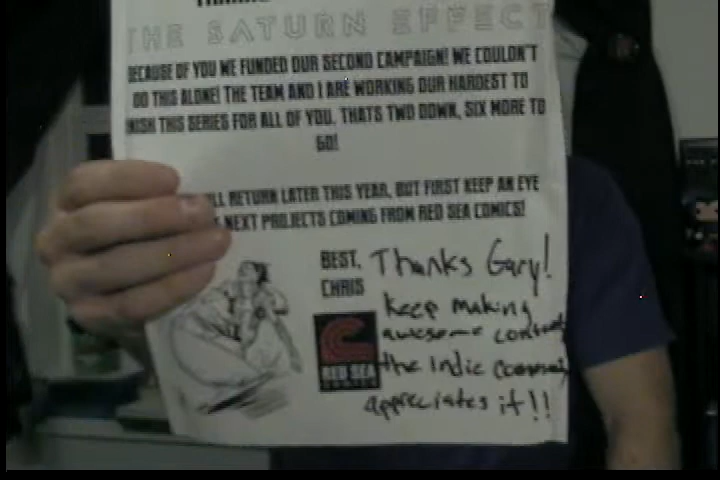 THE SATURN EFFECT
BECAUSE OF YOU WE FUNDED OUR SECOND CAMPAIGN! WE COULDN'T
DO THIS ALONE! THE TEAM AND I ARE WORKING OUR HARDEST TO
NISH THIS SERIES FOR ALL OF YOU. THATS TWO DOWN, SIX MORE TO
GO!
LL RETURN LATER THIS YEAR, BUT FIRST KEEP AN EYE
NEXT PROJECTS COMING FROM RED SEA COMICS!
BEST,
CHRIS
RED SEA
COMICS
Thanks Gary!
Keep making
awesome content
the Indie
appreciates it!!